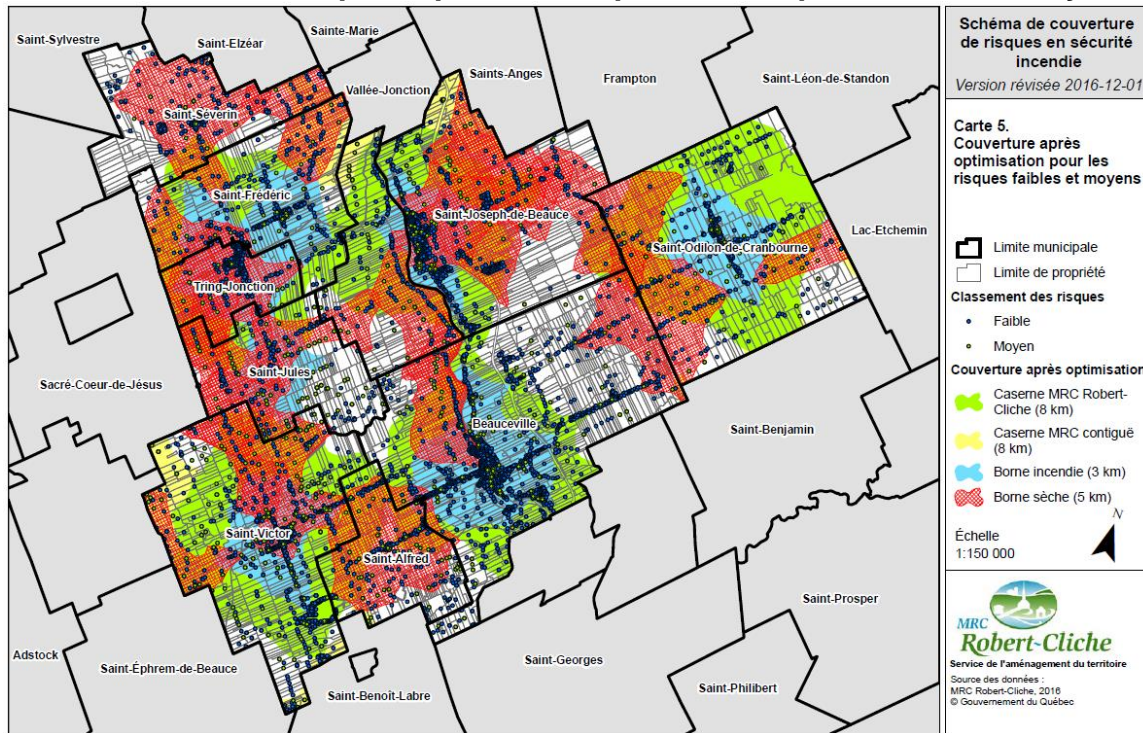 Saint-Sylvestre
Saint-Elzéar
Sainte-Marie
Saints-Anges
Frampton
Saint-Léon-de-Standon
Vallée-Jonction
Saint-Séverin
Saint-Frédéric
Saint-Joseph-de-Beauce
Saint-Odilon-de-Cranbourne
Lac-Etchemin
Tring-Jonction
Saint-Jules
Sacré-Coeur-de-Jésus
Beauceville
Saint-Benjamin
Saint-Victor
Saint-Alfred
Saint-Prosper
Adstock
Saint-Éphrem-de-Beauce
Saint-Georges
Saint-Benoît-Labre
Saint-Philibert
Schéma de couverture
de risques en sécurité
incendie
Version révisée 2016-12-01
Carte 5.
Couverture après
optimisation pour les
risques faibles et moyens
Limite municipale
Limite de propriété
Classement des risques
Faible
Moyen
Couverture après optimisation
Caserne MRC Robert-
Cliche (8 km)
Caserne MRC contiguë
(8 km)
Borne incendie (3 km)
Borne sèche (5 km)
N
Échelle
1:150 000
MRC
Robert-Cliche
Service de l'aménagement du territoire
Source des données :
MRC Robert-Cliche, 2016
© Gouvernement du Québec